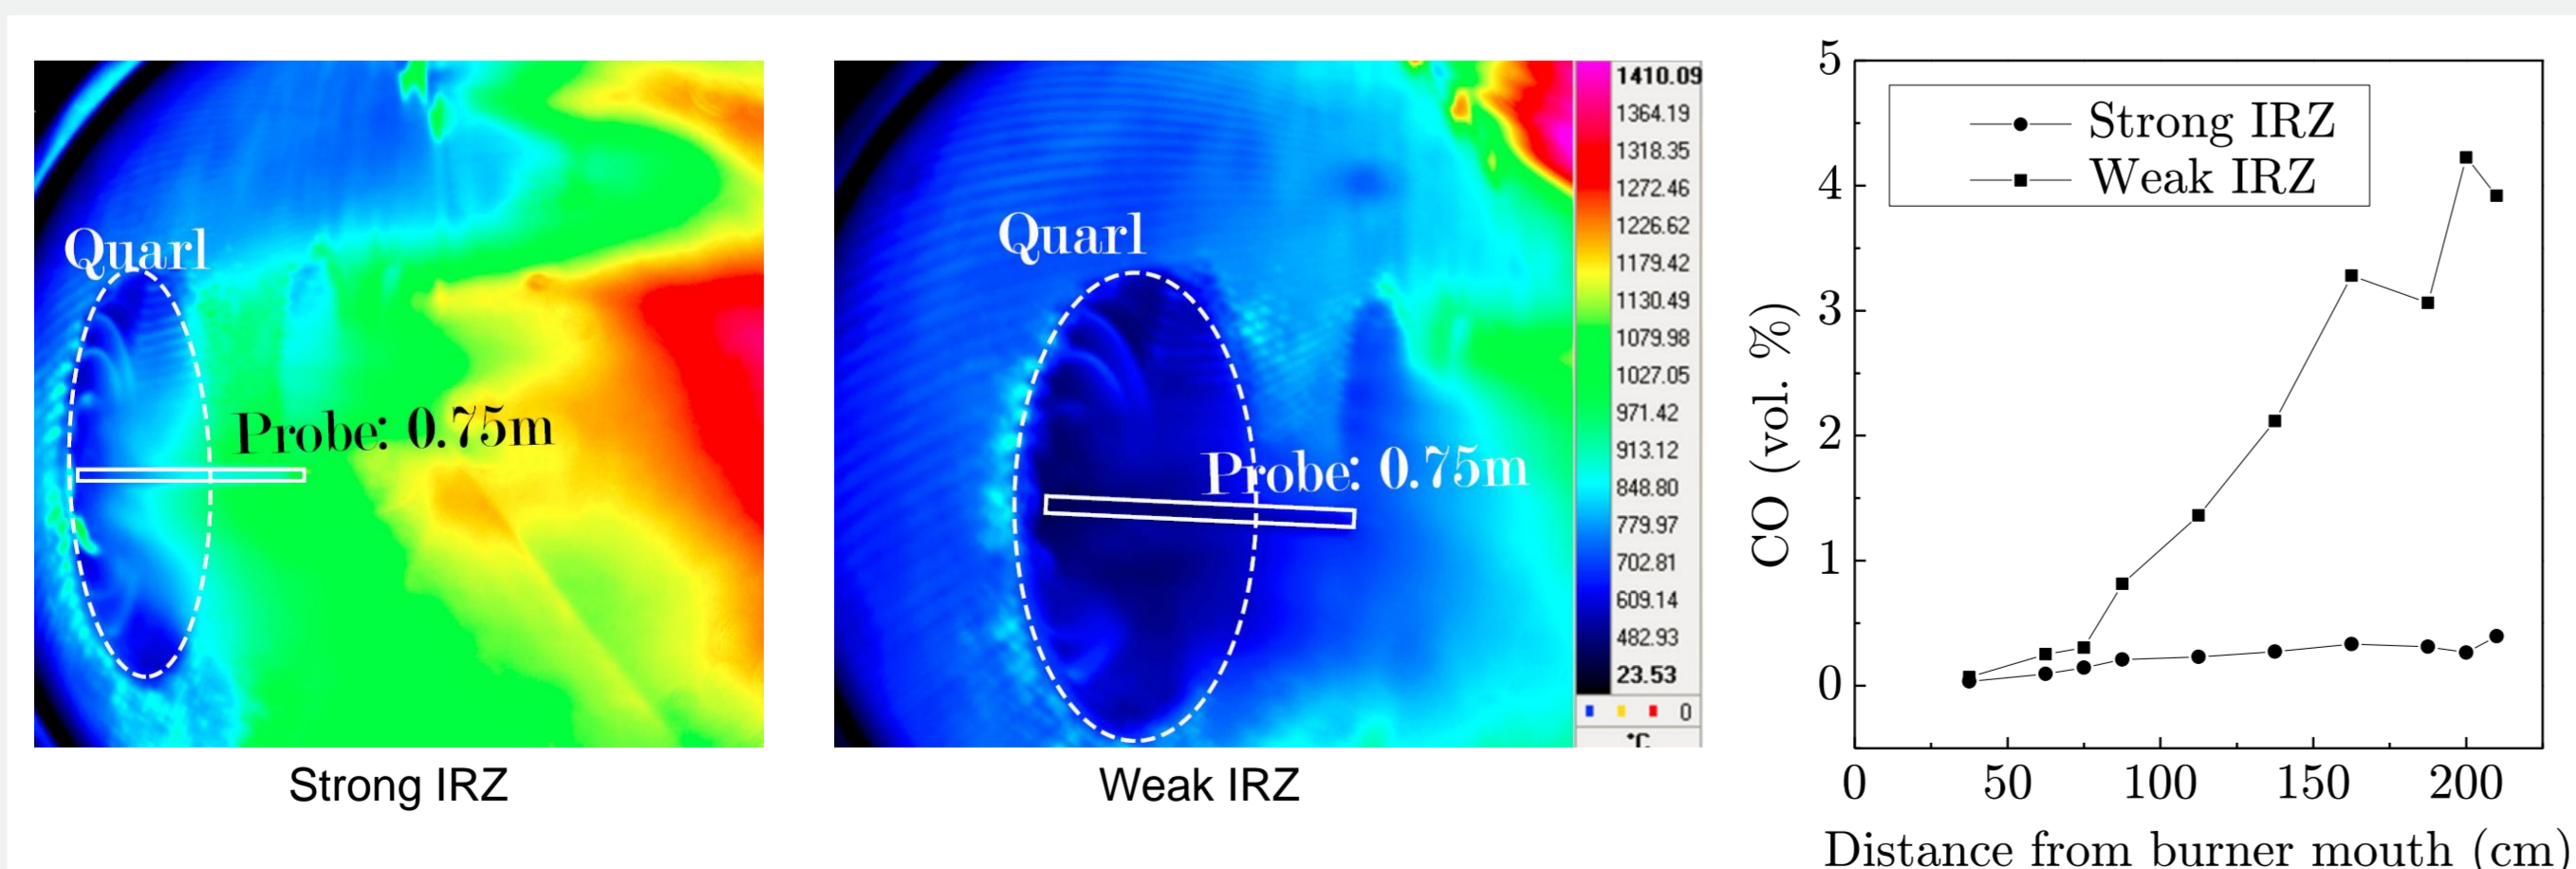 Quarl
Probe: 0.75m
Strong IRZ
Quarl
Probe: 0.75m
Weak IRZ
1410.09
1364.19
1318.35
1272.46
1226.62
1179.42
1130.49
1079.98
1027.05
971.42
913.12
848.80
779.97
702.81
609.14
482.93
23.53
0
°C
Strong IRZ
Weak IRZ
CO (vol. %)
5
4
3
2
1
0
0 50 100 150 200
Distance from burner mouth (cm)